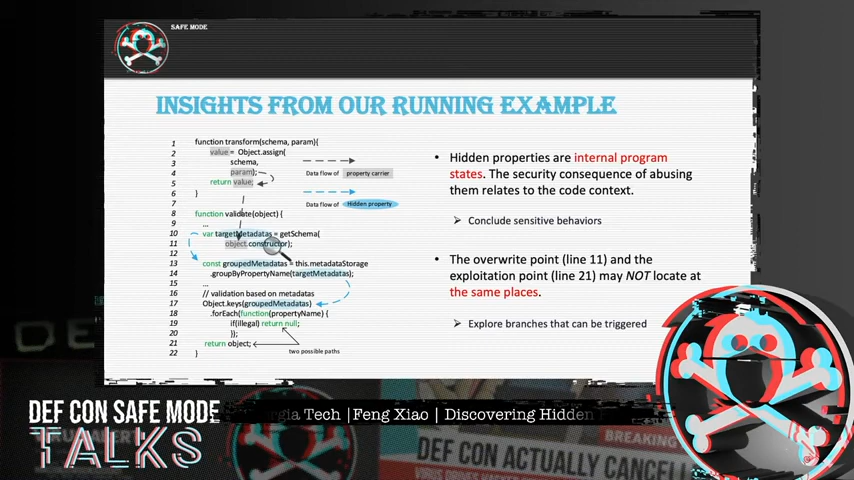 SAFE MODE
INSIGHTS FROM OUR RUNNING EXAMPLE
1 function transform(schema, param){
2 value = Object.assign(
3 schema,
4 param);
5 return value;
6 }
7
8 function validate(object) {
9 ...
10 var targetMetadatas = getSchema(
11 object.constructor);
12
13 const groupedMetadatas = this.metadataStorage
14 .groupByPropertyName(targetMetadatas);
15 ...
16 // validation based on metadatas
17 Object.keys(groupedMetadatas)
18 .forEach(function(propertyName) {
19 if(illegal) return null;
20 });
21 return object;
22 }
Data flow of property carrier
Data flow of Hidden property
two possible paths
• Hidden properties are internal program
states. The security consequence of abusing
them relates to the code context.
➢ Conclude sensitive behaviors
• The overwrite point (line 11) and the
exploitation point (line 21) may NOT locate at
the same places.
➢ Explore branches that can be triggered
DEF CON SAFE MODE
TALKS
rgia Tech |Feng Xiao | Discovering Hidden
BREAKING
DEF CON ACTUALLY CANCELL